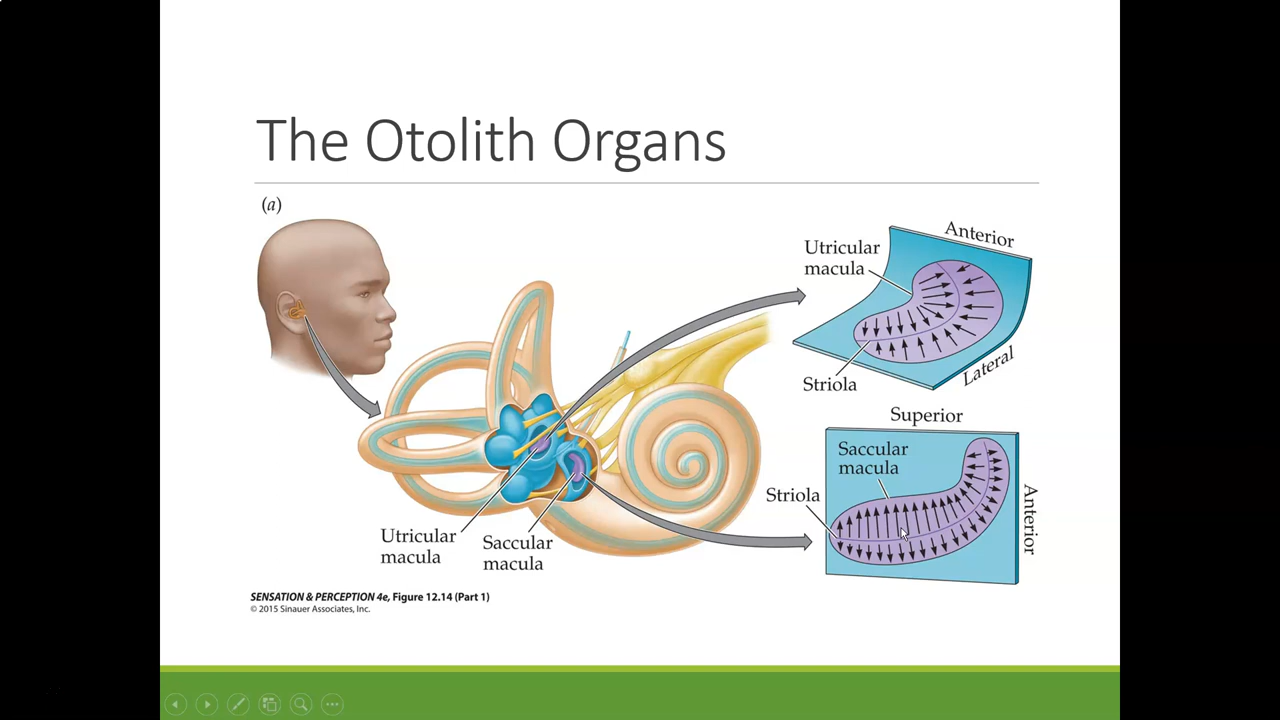 The Otolith Organs
(a)
Anterior
Utricular
macula
Lateral
Striola
Superior
Saccular
macula
Striola
Anterior
Utricular
macula
Saccular
macula
SENSATION & PERCEPTION 4e, Figure 12.14 (Part 1)
© 2015 Sinauer Associates, Inc.